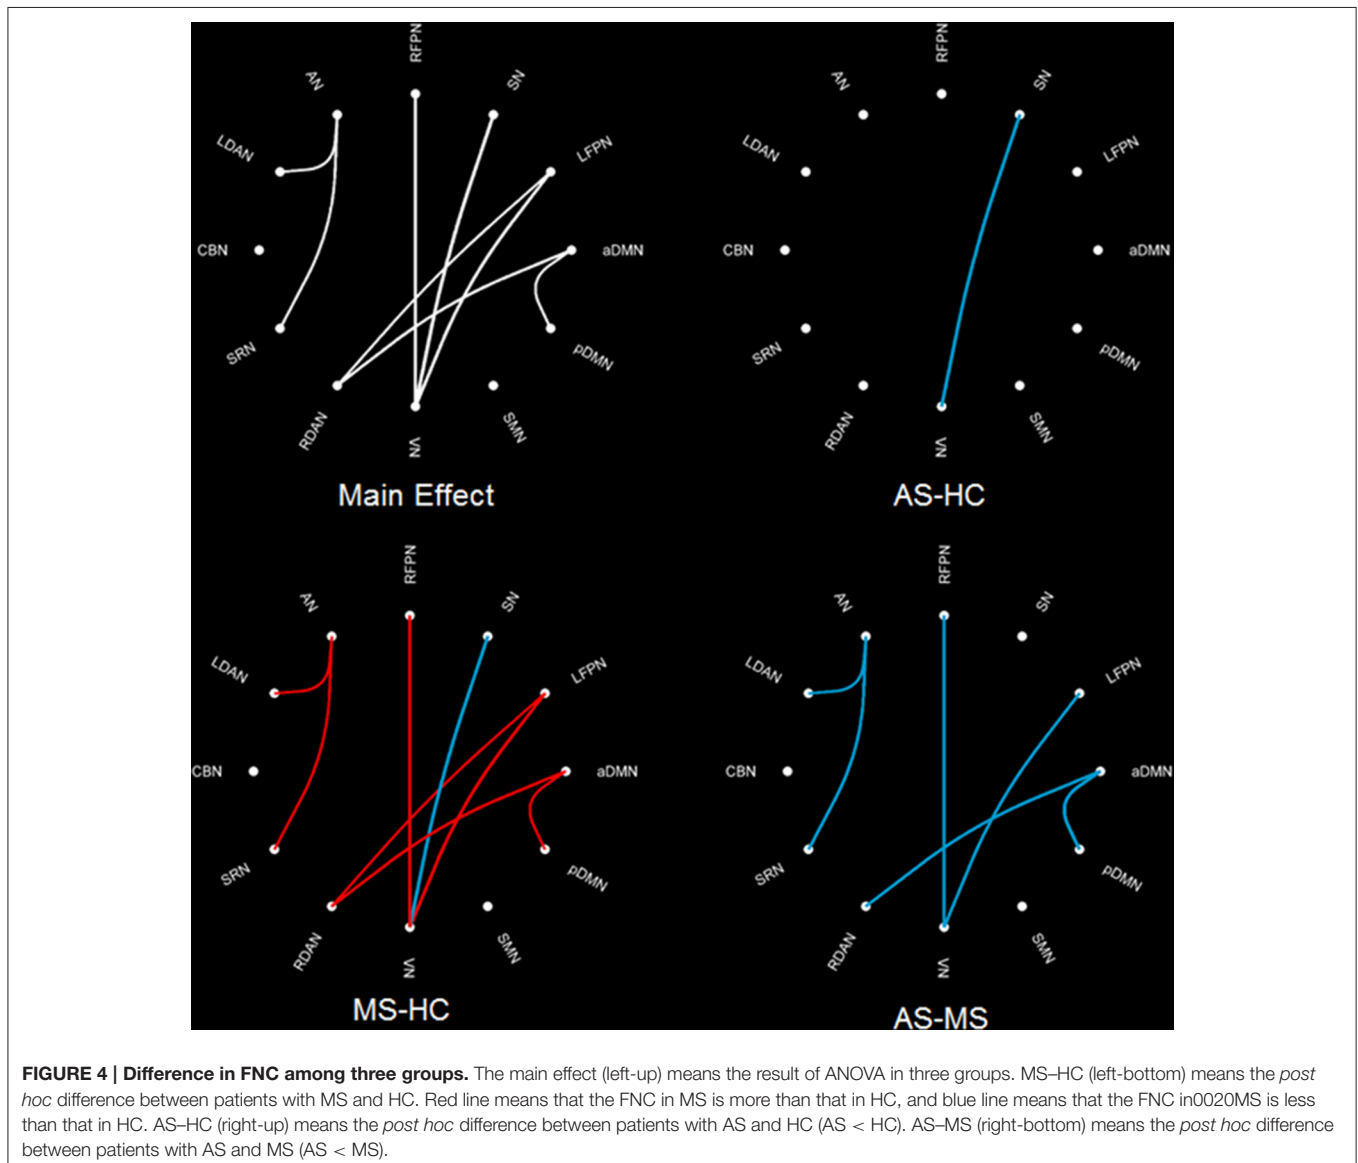 RFPN
AN
SN
LDAN
LFPN
CBN
aDMN
SRN
pDMN
RDAN
VN
SMN
Main Effect
RFPN
AN
SN
LDAN
LFPN
CBN
aDMN
SRN
pDMN
RDAN
VN
SMN
AS-HC
RFPN
AN
SN
LDAN
LFPN
CBN
aDMN
SRN
pDMN
RDAN
VN
SMN
MS-HC
RFPN
AN
SN
LDAN
LFPN
CBN
aDMN
SRN
pDMN
RDAN
VN
SMN
AS-MS
FIGURE 4 | Difference in FNC among three groups. The main effect (left-up) means the result of ANOVA in three groups. MS–HC (left-bottom) means the post
hoc difference between patients with MS and HC. Red line means that the FNC in MS is more than that in HC, and blue line means that the FNC in0020MS is less
than that in HC. AS–HC (right-up) means the post hoc difference between patients with AS and HC (AS < HC). AS–MS (right-bottom) means the post hoc difference
between patients with AS and MS (AS < MS).